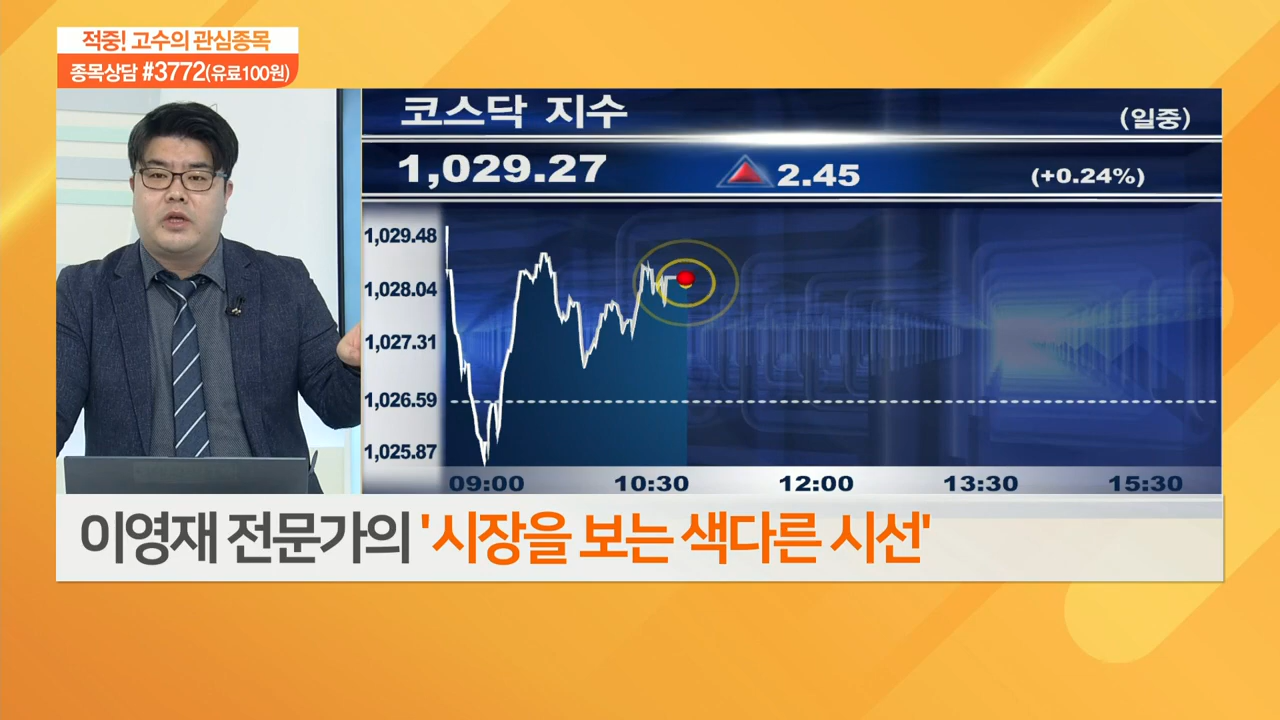 적중! 고수의 관심종목
종목상담 #3772(유료100원)
코스닥 지수
(일중)
1,029.27
▲ 2.45
(+0.24%)
1,029.48
1,028.04
1,027.31
1,026.59
1,025.87
09:00 10:30 12:00 13:30 15:30
이영재 전문가의 '시장을 보는 색다른 시선'